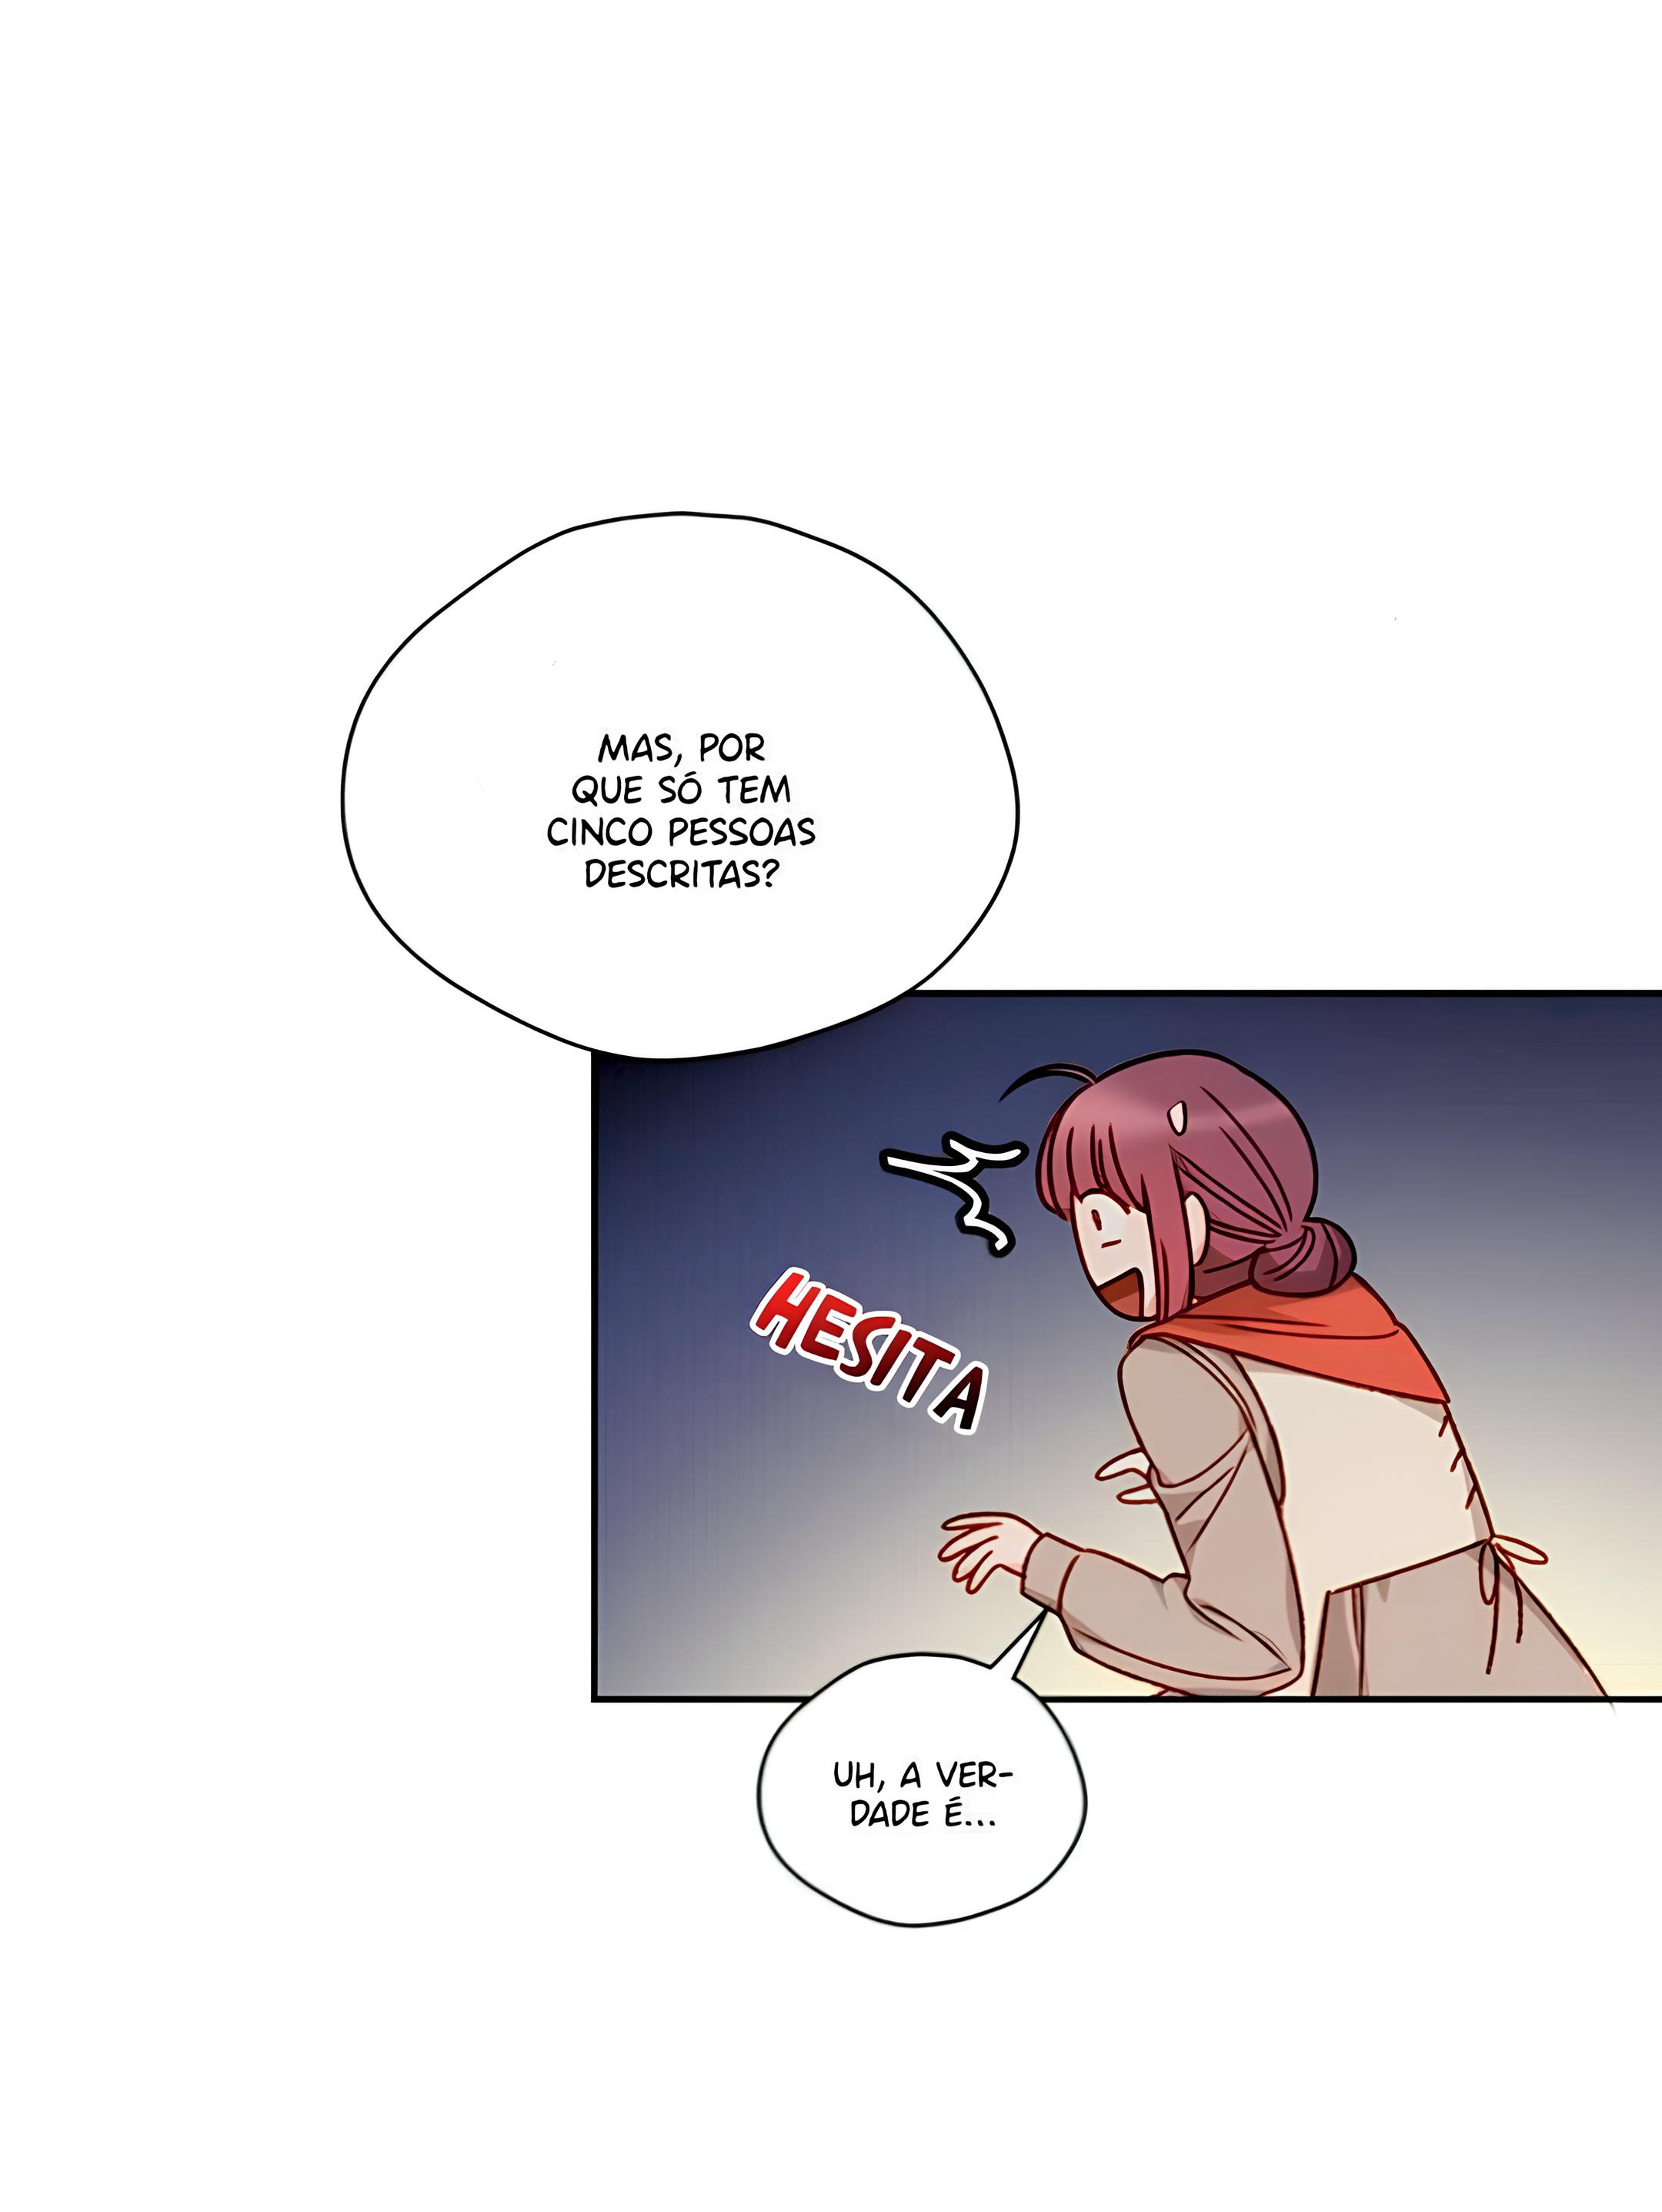 MAS, POR
QUE SÓ TEM
CINCO PESSOAS
DESCRITAS?
HESITA
UH, A VER-
DADE É...